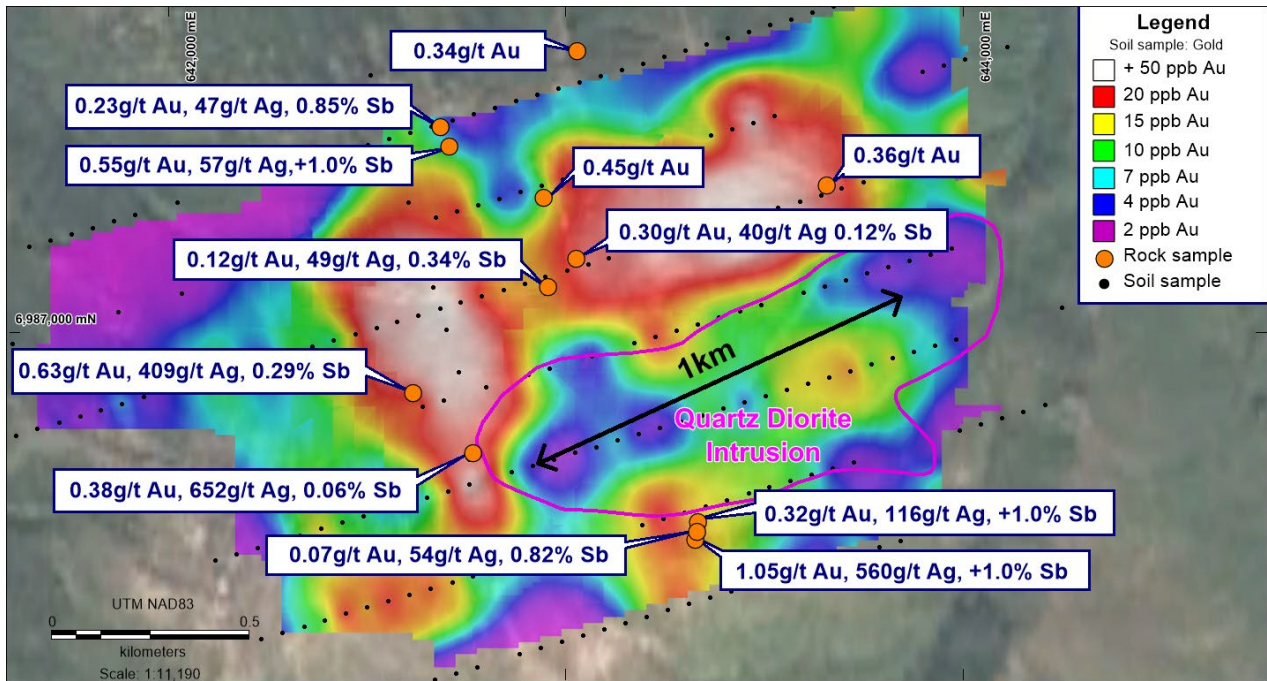 642,000 mE
644,000 mE
6,987,000 mN
0.34g/t Au
0.23g/t Au, 47g/t Ag, 0.85% Sb
0.55g/t Au, 57g/t Ag,+1.0% Sb
0.45g/t Au
0.36g/t Au
0.30g/t Au, 40g/t Ag 0.12% Sb
0.12g/t Au, 49g/t Ag, 0.34% Sb
0.63g/t Au, 409g/t Ag, 0.29% Sb
1km
Quartz Diorite
Intrusion
0.38g/t Au, 652g/t Ag, 0.06% Sb
0.32g/t Au, 116g/t Ag, +1.0% Sb
0.07g/t Au, 54g/t Ag, 0.82% Sb
1.05g/t Au, 560g/t Ag, +1.0% Sb
UTM NAD83
0 0.5
kilometers
Scale: 1:11,190
Legend
Soil sample: Gold
+ 50 ppb Au
20 ppb Au
15 ppb Au
10 ppb Au
7 ppb Au
4 ppb Au
2 ppb Au
Rock sample
Soil sample